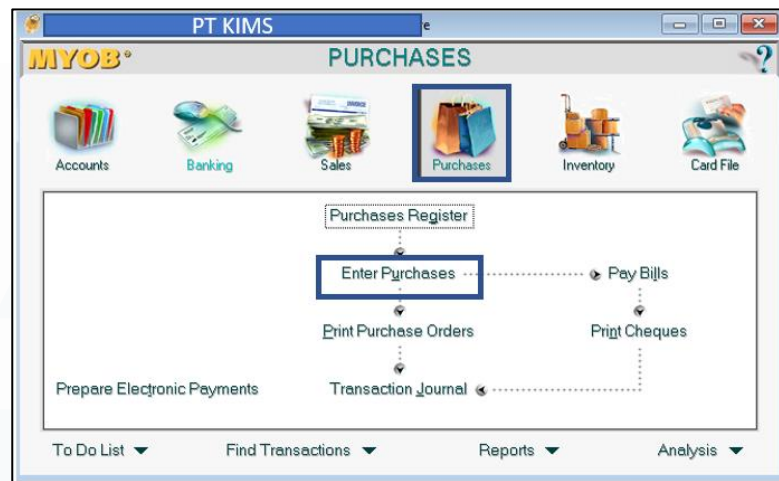 PT KIMS
MYOB® PURCHASES ?
Accounts Banking Sales Purchases Inventory Card File
Purchases Register
Enter Purchases Pay Bills
Print Purchase Orders Print Cheques
Prepare Electronic Payments Transaction Journal
To Do List Find Transactions Reports Analysis